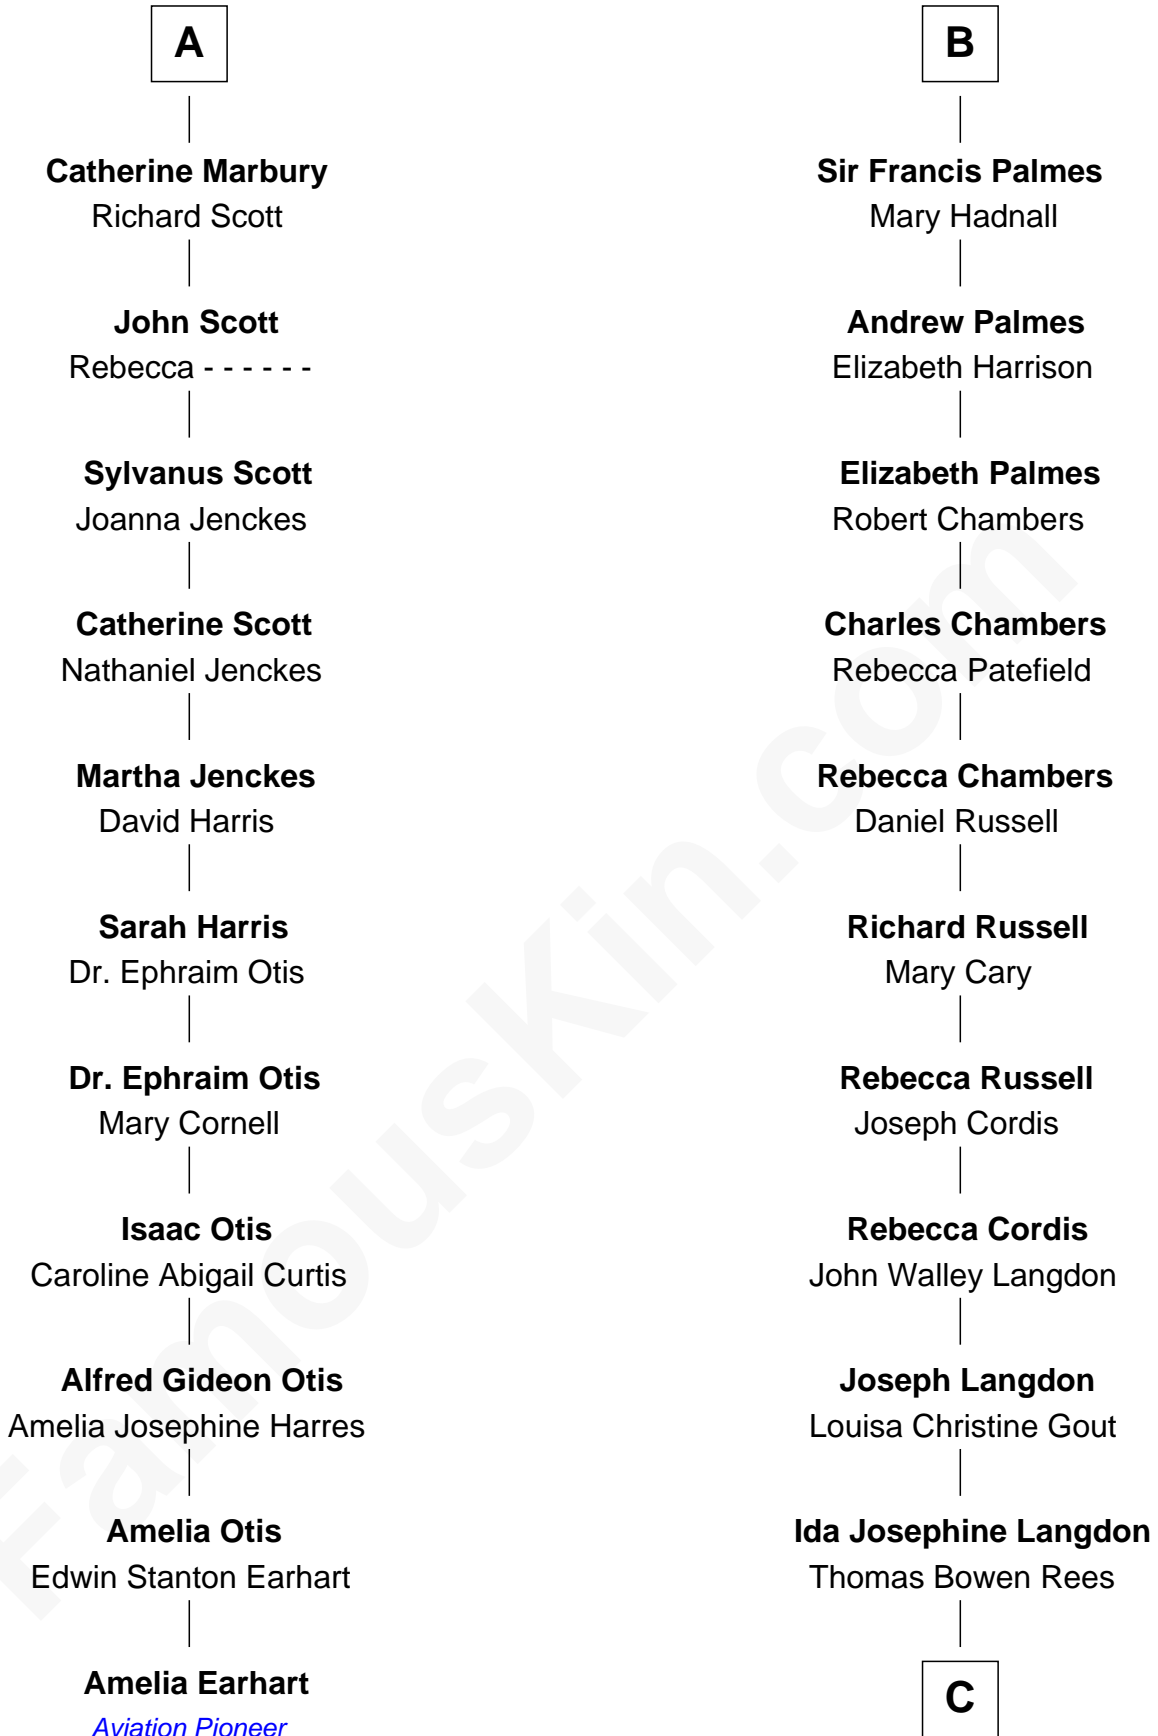 A
Catherine Marbury
Richard Scott
John Scott
Rebecca - - - - - -
Sylvanus Scott
Joanna Jenckes
Catherine Scott
Nathaniel Jenckes
Martha Jenckes
David Harris
Sarah Harris
Dr. Ephraim Otis
Dr. Ephraim Otis
Mary Cornell
Isaac Otis
Caroline Abigail Curtis
Alfred Gideon Otis
Amelia Josephine Harres
Amelia Otis
Edwin Stanton Earhart
Amelia Earhart
Aviation Pioneer
B
Sir Francis Palmes
Mary Hadnall
Andrew Palmes
Elizabeth Harrison
Elizabeth Palmes
Robert Chambers
Charles Chambers
Rebecca Patefield
Rebecca Chambers
Daniel Russell
Richard Russell
Mary Cary
Rebecca Russell
Joseph Cordis
Rebecca Cordis
John Walley Langdon
Joseph Langdon
Louisa Christine Gout
Ida Josephine Langdon
Thomas Bowen Rees
C
FamousKin.com